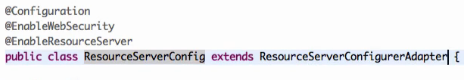 @Configuration
@EnableWebSecurity
@EnableResourceServer
public class ResourceServerConfig extends ResourceServerConfigurerAdapter {